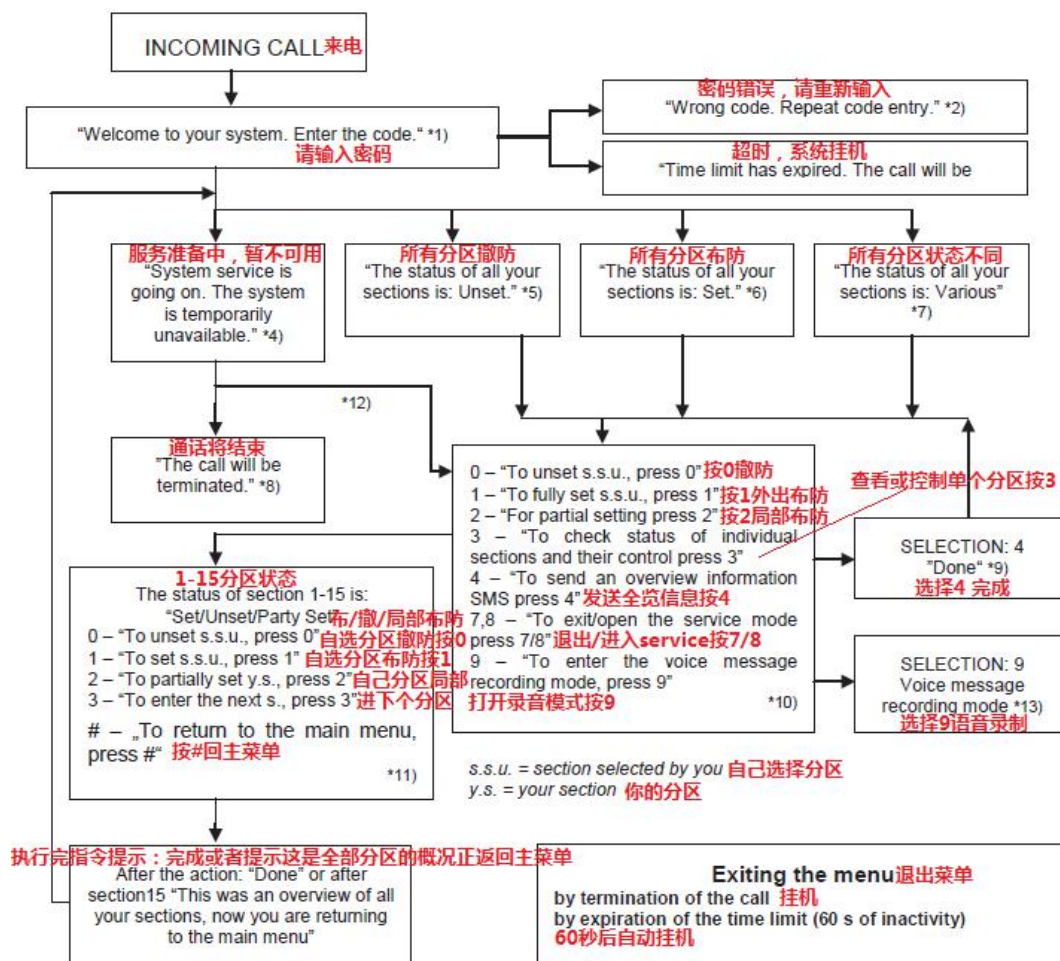 INCOMING CALL来电
“Welcome to your system. Enter the code.“ *1)
请输入密码
密码错误，请重新输入
“Wrong code. Repeat code entry.” *2)
超时，系统挂机
“Time limit has expired. The call will be
服务准备中，暂不可用
“System service is
going on. The system
is temporarily
unavailable.” *4)
所有分区撤防
“The status of all your
sections is: Unset.” *5)
所有分区布防
“The status of all your
sections is: Set.” *6)
所有分区状态不同
“The status of all your
sections is: Various”
*7)
*12)
通话将结束
”The call will be
terminated.” *8)
0 – “To unset s.s.u., press 0” 按0撤防
1 – “To fully set s.s.u., press 1” 按1外出布防
2 – “For partial setting press 2” 按2局部布防
3 – “To check status of individual
sections and their control press 3”
查看或控制单个分区按3
4 – “To send an overview information
SMS press 4” 发送全览信息按4
7,8 – “To exit/open the service mode
press 7/8” 退出/进入service按7/8
9 – “To enter the voice message
recording mode, press 9”
打开录音模式按9
*10)
SELECTION: 4
”Done“ *9)
选择4 完成
SELECTION: 9
Voice message
recording mode *13)
选择9语音录制
1-15分区状态
The status of section 1-15 is:
“Set/Unset/Party Set 布/撤/局部布防
0 – “To unset s.s.u., press 0” 自选分区撤防按0
1 – “To set s.s.u., press 1” 自选分区布防按1
2 – “To partially set y.s., press 2” 自己分区局部
3 – “To enter the next s., press 3” 进下个分区
# – „To return to the main menu,
press #“ 按#回主菜单
*11)
s.s.u. = section selected by you 自己选择分区
y.s. = your section 你的分区
执行完指令提示：完成或者提示这是全部分区的概况正返回主菜单
After the action: “Done” or after
section15 “This was an overview of all
your sections, now you are returning
to the main menu”
Exiting the menu退出菜单
by termination of the call 挂机
by expiration of the time limit (60 s of inactivity)
60秒后自动挂机